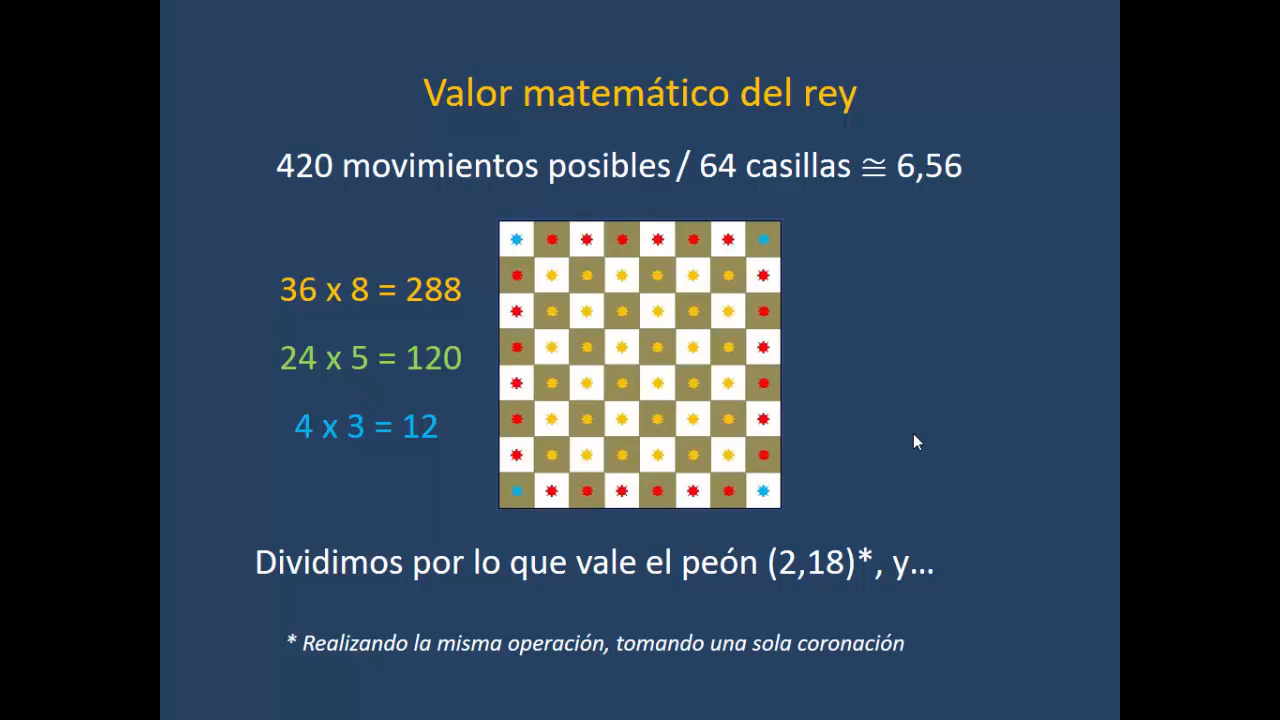 Valor matemático del rey
420 movimientos posibles / 64 casillas ≅ 6,56
36 x 8 = 288
24 x 5 = 120
4 x 3 = 12
Dividimos por lo que vale el peón (2,18)*, y...
* Realizando la misma operación, tomando una sola coronación